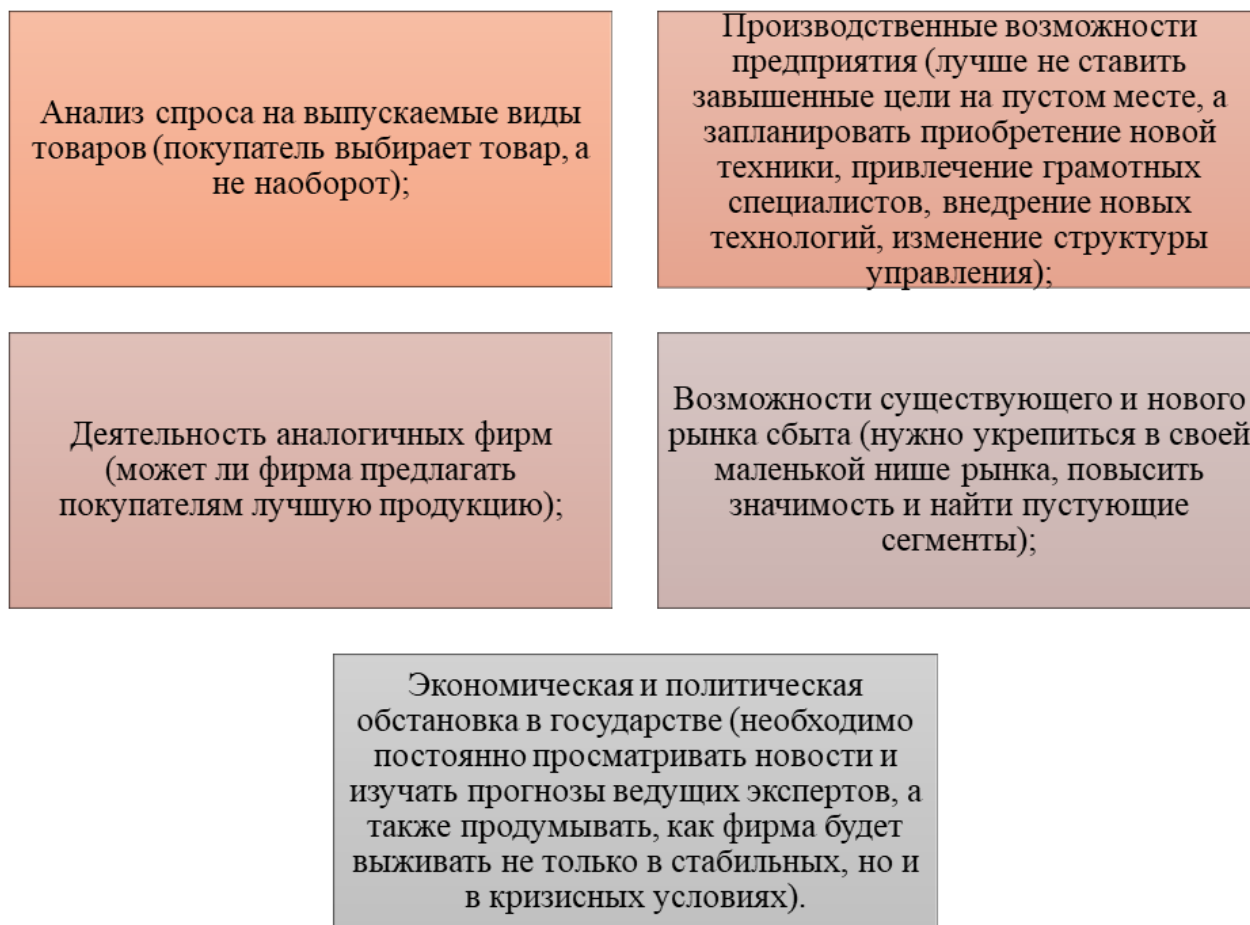 Анализ спроса на выпускаемые виды
товаров (покупатель выбирает товар, а
не наоборот);
Производственные возможности
предприятия (лучше не ставить
завышенные цели на пустом месте, а
запланировать приобретение новой
техники, привлечение грамотных
специалистов, внедрение новых
технологий, изменение структуры
управления);
Деятельность аналогичных фирм
(может ли фирма предлагать
покупателям лучшую продукцию);
Возможности существующего и нового
рынка сбыта (нужно укрепиться в своей
маленькой нише рынка, повысить
значимость и найти пустующие
сегменты);
Экономическая и политическая
обстановка в государстве (необходимо
постоянно просматривать новости и
изучать прогнозы ведущих экспертов, а
также продумывать, как фирма будет
выживать не только в стабильных, но и
в кризисных условиях).